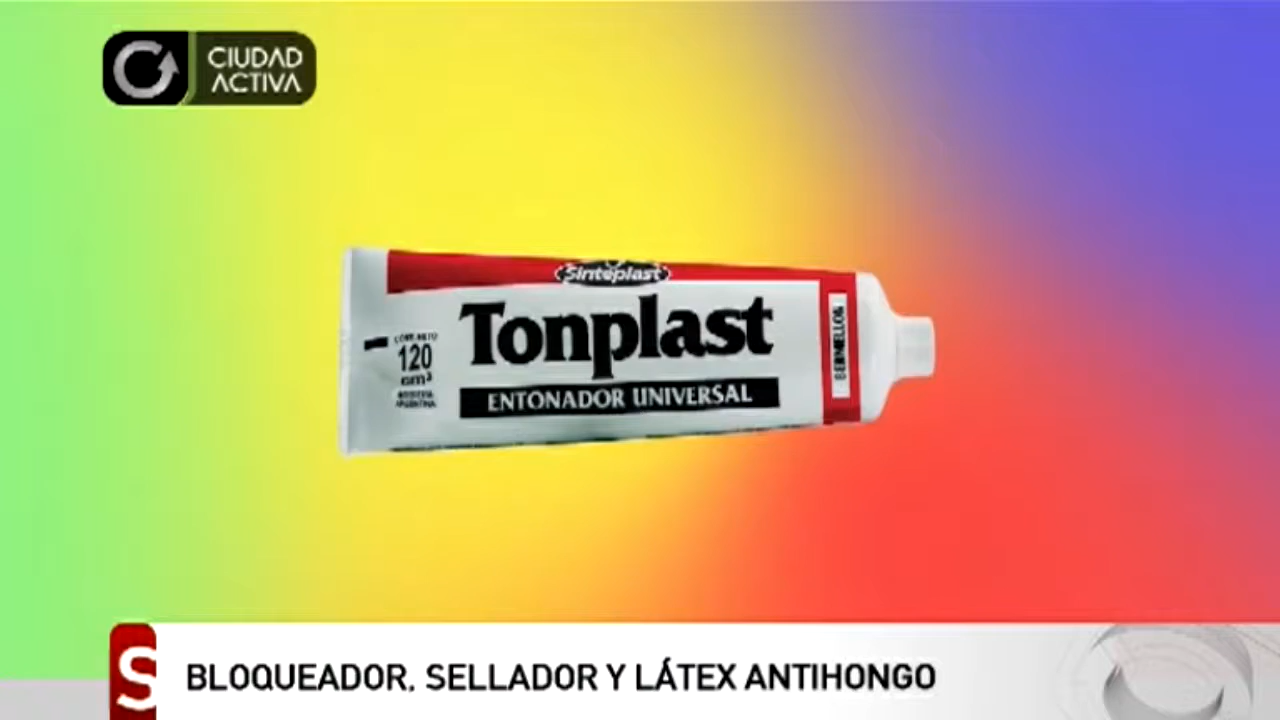 CIUDAD
ACTIVA
Sinteplast
Tonplast
ENTONADOR UNIVERSAL
120
cm³
BERMELLON
S
BLOQUEADOR, SELLADOR Y LÁTEX ANTIHONGO